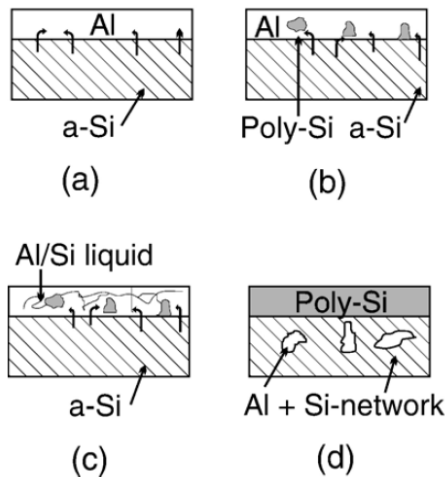 Al
a-Si
(a)
Al
Poly-Si a-Si
(b)
Al/Si liquid
a-Si
(c)
Poly-Si
Al + Si-network
(d)